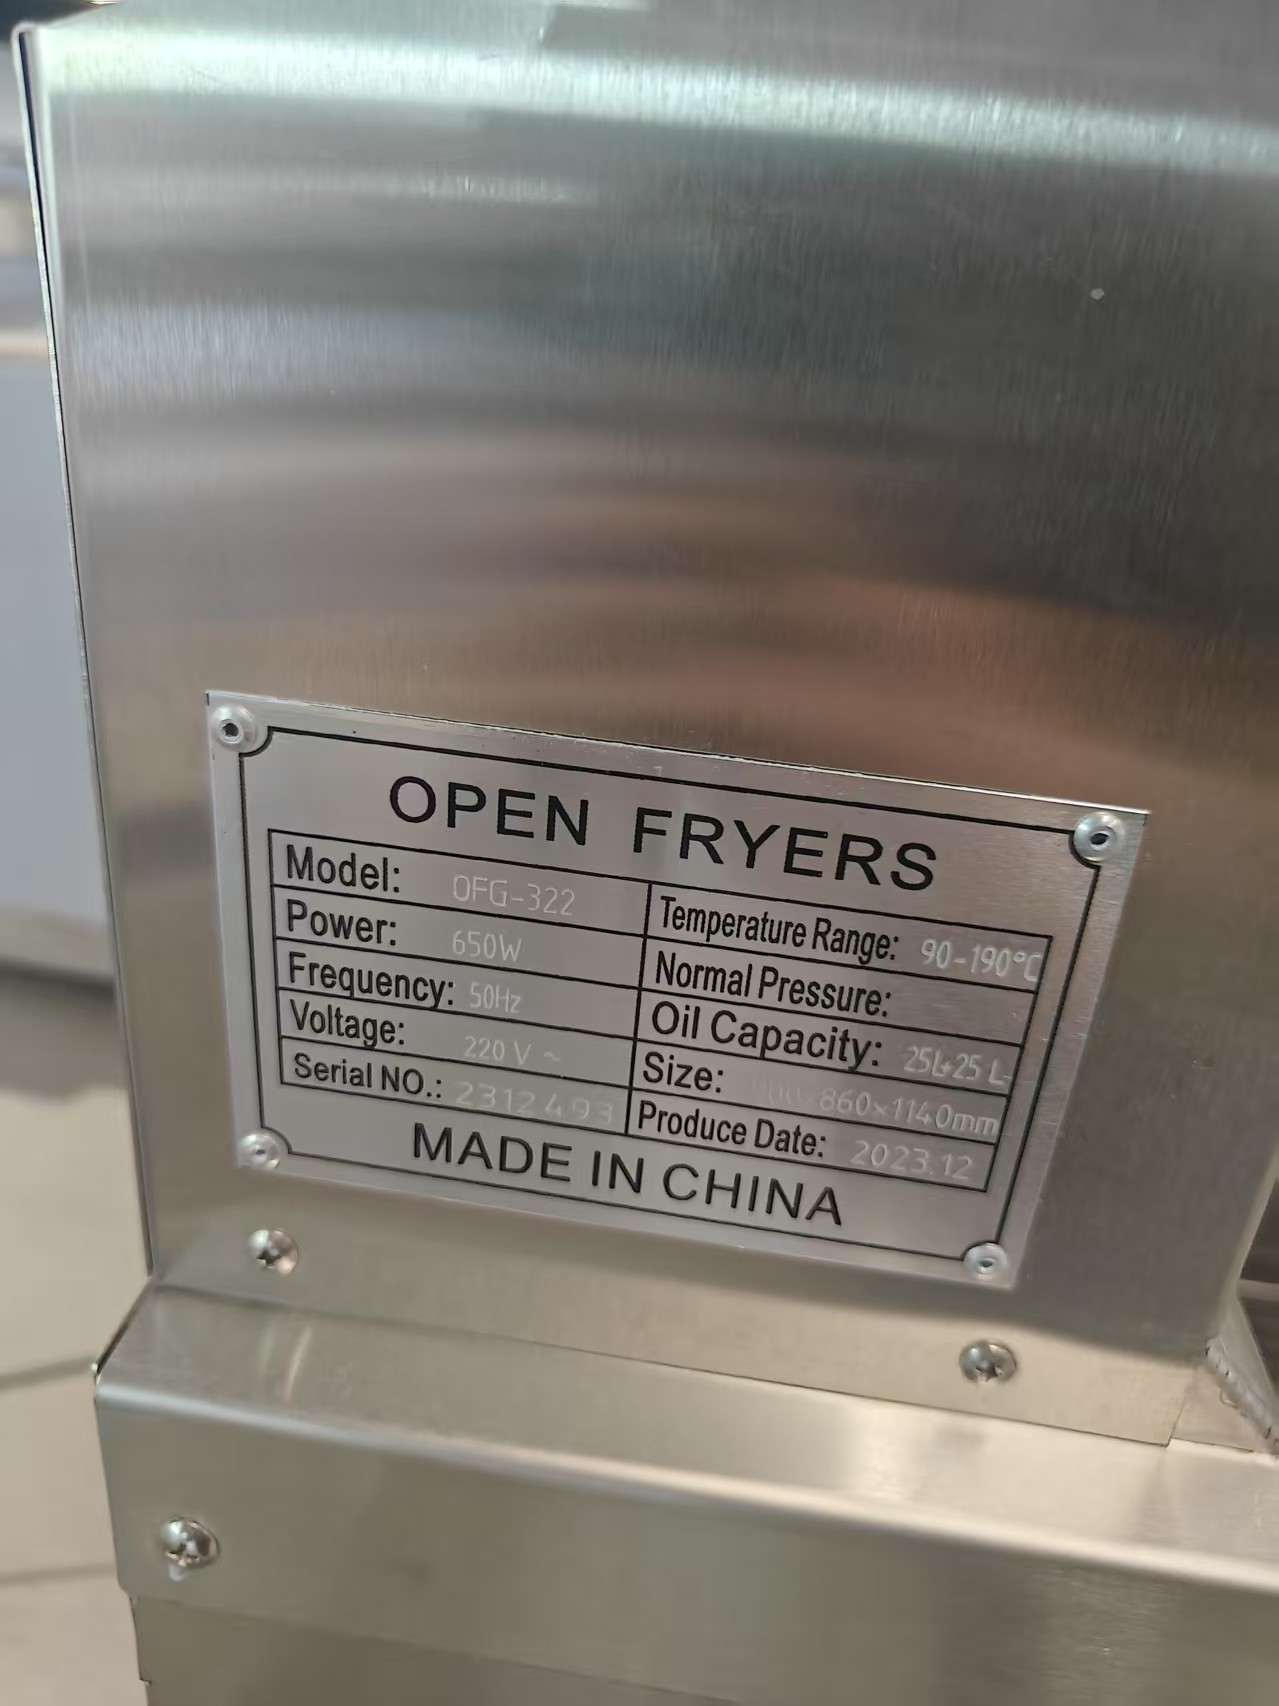 OPEN FRYERS
Model: OFG-322
Power: 650W
Frequency: 50Hz
Voltage: 220 V ~
Serial NO.: 2312493
Temperature Range: 90-190°C
Normal Pressure:
Oil Capacity: 25L+25 L
Size: 860×1140mm
Produce Date: 2023.12
MADE IN CHINA